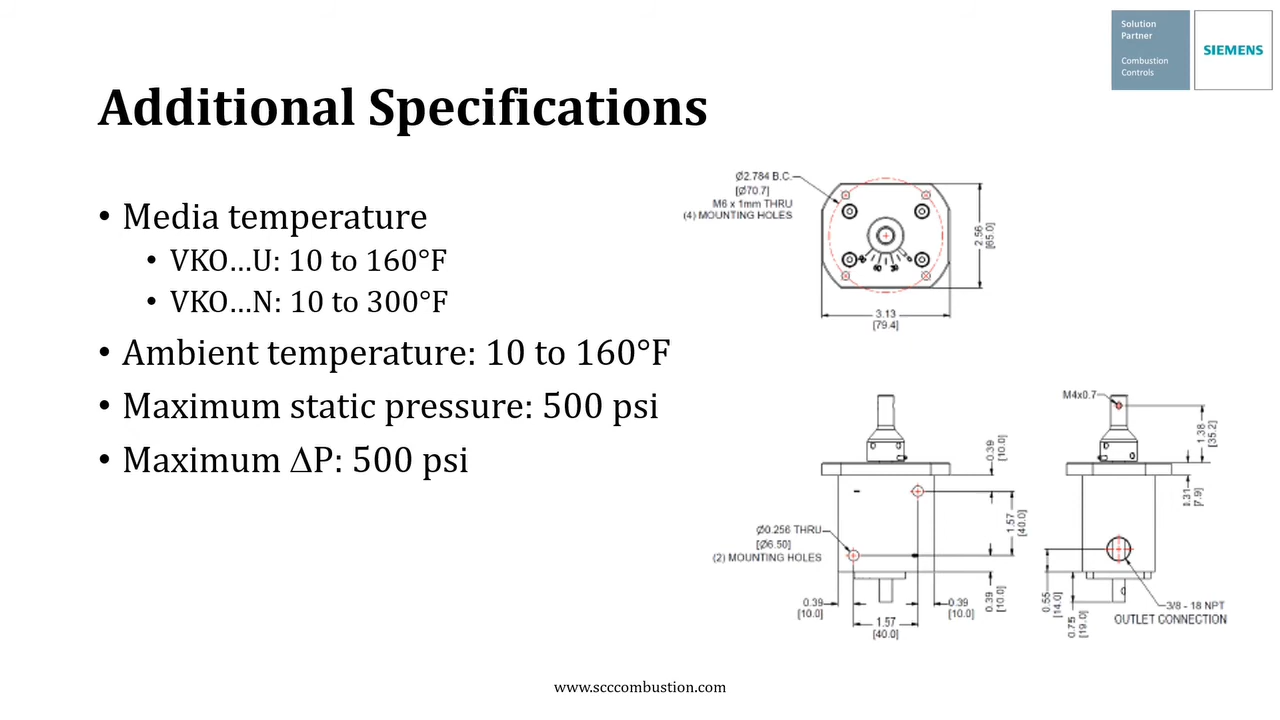 Solution
Partner
Combustion
Controls
SIEMENS
Additional Specifications
• Media temperature
• VKO…U: 10 to 160°F
• VKO…N: 10 to 300°F
• Ambient temperature: 10 to 160°F
• Maximum static pressure: 500 psi
• Maximum ΔP: 500 psi
Ø2.784 B.C.
[Ø70.7]
M6 x 1mm THRU
(4) MOUNTING HOLES
90 60 30 0
2.56
[65.0]
3.13
[79.4]
0.39
[10.0]
1.57
[40.0]
Ø0.256 THRU
[Ø6.50]
(2) MOUNTING HOLES
0.39
[10.0]
1.57
[40.0]
0.39
[10.0]
0.39
[10.0]
M4x0.7
1.38
[35.2]
.31
7.9]
0.55
[14.0]
0.75
[19.0]
3/8 - 18 NPT
OUTLET CONNECTION
www.scccombustion.com